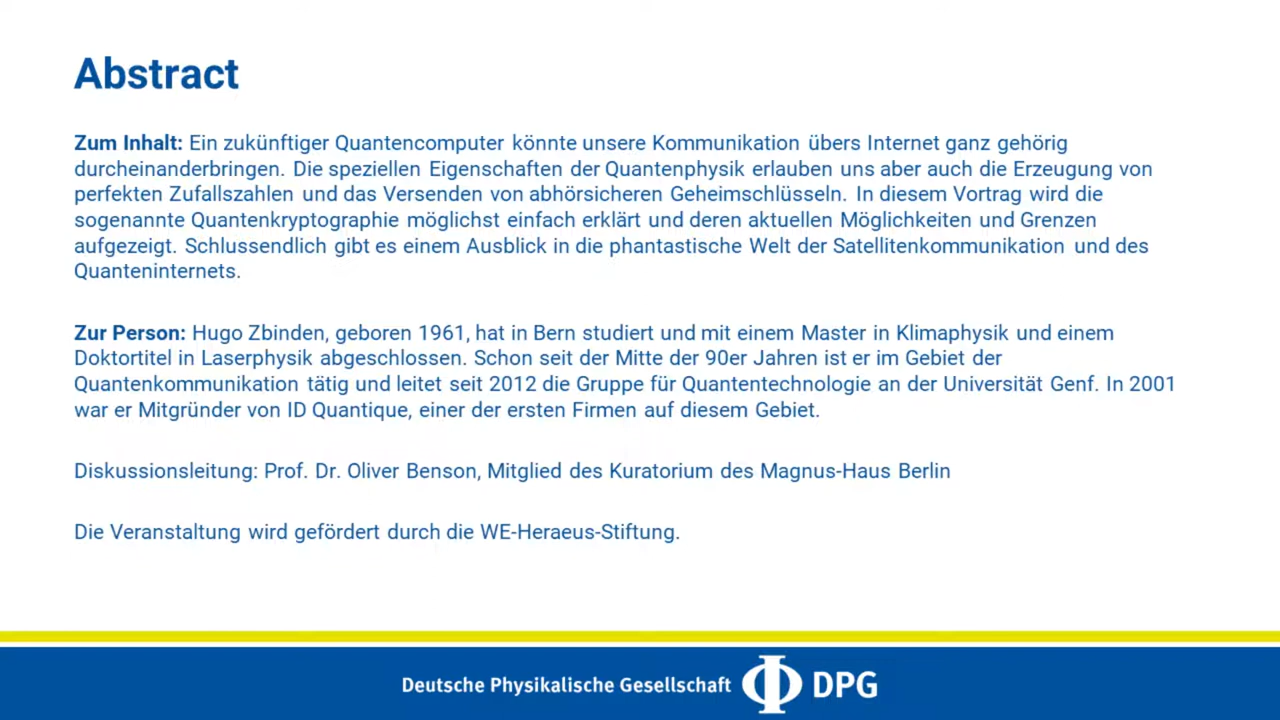 Abstract
Zum Inhalt: Ein zukünftiger Quantencomputer könnte unsere Kommunikation übers Internet ganz gehörig
durcheinanderbringen. Die speziellen Eigenschaften der Quantenphysik erlauben uns aber auch die Erzeugung von
perfekten Zufallszahlen und das Versenden von abhörsicheren Geheimschlüsseln. In diesem Vortrag wird die
sogenannte Quantenkryptographie möglichst einfach erklärt und deren aktuellen Möglichkeiten und Grenzen
aufgezeigt. Schlussendlich gibt es einem Ausblick in die phantastische Welt der Satellitenkommunikation und des
Quanteninternets.
Zur Person: Hugo Zbinden, geboren 1961, hat in Bern studiert und mit einem Master in Klimaphysik und einem
Doktortitel in Laserphysik abgeschlossen. Schon seit der Mitte der 90er Jahren ist er im Gebiet der
Quantenkommunikation tätig und leitet seit 2012 die Gruppe für Quantentechnologie an der Universität Genf. In 2001
war er Mitgründer von ID Quantique, einer der ersten Firmen auf diesem Gebiet.
Diskussionsleitung: Prof. Dr. Oliver Benson, Mitglied des Kuratorium des Magnus-Haus Berlin
Die Veranstaltung wird gefördert durch die WE-Heraeus-Stiftung.
Deutsche Physikalische Gesellschaft Φ DPG